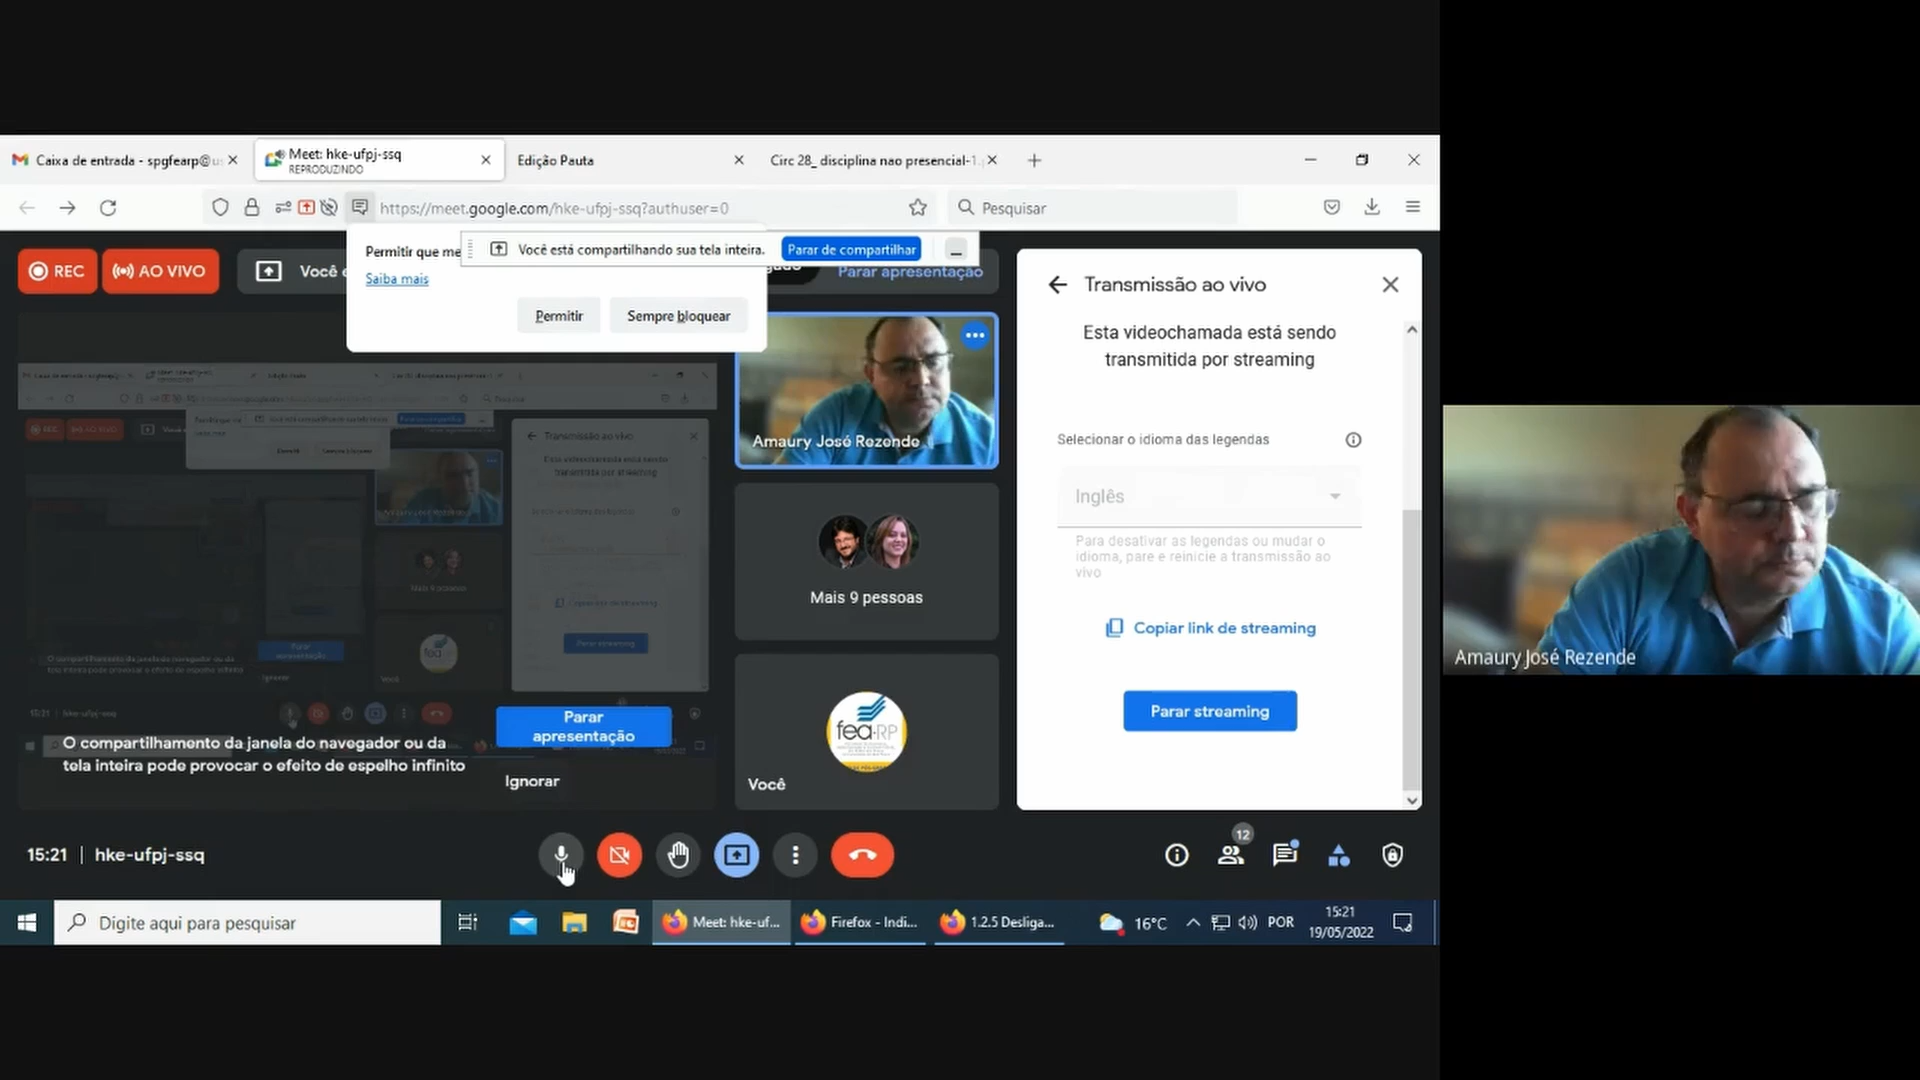 Caixa de entrada - spgfearp@us
Meet: hke-ufpj-ssq
REPRODUZINDO
Edição Pauta
Circ 28_ disciplina nao presencial-1.
https://meet.google.com/hke-ufpj-ssq?authuser=0
Pesquisar
Permitir que me
Você está compartilhando sua tela inteira.
Parar de compartilhar
Saiba mais
Permitir
Sempre bloquear
REC
AO VIVO
Você e
Parar apresentação
Amaury José Rezende
Mais 9 pessoas
fea-RP
Você
Transmissão ao vivo
Esta videochamada está sendo
transmitida por streaming
Selecionar o idioma das legendas
Inglês
Para desativar as legendas ou mudar o
idioma, pare e reinicie a transmissão ao
vivo
Copiar link de streaming
Parar streaming
O compartilhamento da janela do navegador ou da
tela inteira pode provocar o efeito de espelho infinito
Parar
apresentação
Ignorar
15:21 | hke-ufpj-ssq
12
Digite aqui para pesquisar
Meet: hke-uf...
Firefox - Indi...
1.2.5 Desliga...
16°C
POR
15:21
19/05/2022
Amaury José Rezende